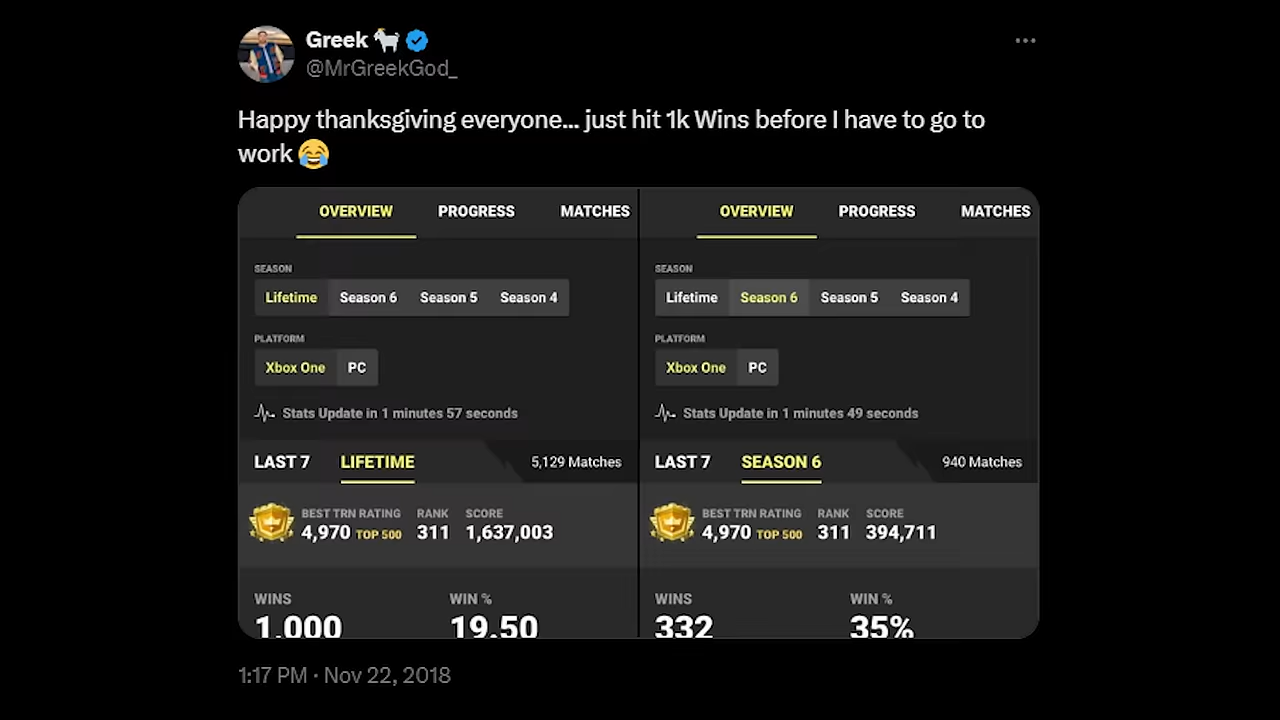 Greek 🐐
@MrGreekGod_
Happy thanksgiving everyone... just hit 1k Wins before I have to go to
work 😂
OVERVIEW PROGRESS MATCHES
SEASON
Lifetime Season 6 Season 5 Season 4
PLATFORM
Xbox One PC
Stats Update in 1 minutes 57 seconds
LAST 7 LIFETIME 5,129 Matches
BEST TRN RATING RANK SCORE
4,970 TOP 500 311 1,637,003
WINS WIN %
1,000 19.50
OVERVIEW PROGRESS MATCHES
SEASON
Lifetime Season 6 Season 5 Season 4
PLATFORM
Xbox One PC
Stats Update in 1 minutes 49 seconds
LAST 7 SEASON 6 940 Matches
BEST TRN RATING RANK SCORE
4,970 TOP 500 311 394,711
WINS WIN %
332 35%
1:17 PM · Nov 22, 2018